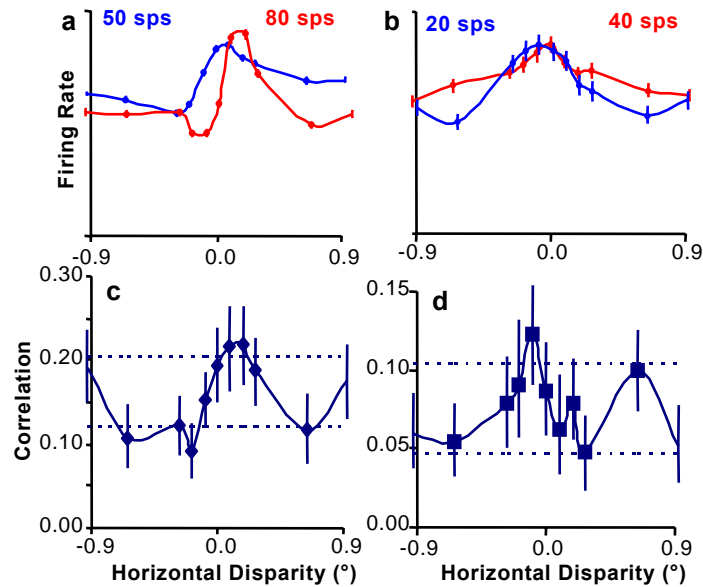 a 50 sps 80 sps
b 20 sps 40 sps
Firing Rate
-0.9 0.0 0.9
-0.9 0.0 0.9
c
0.30
0.20
0.10
0.00
Correlation
-0.9 0.0 0.9
Horizontal Disparity (°)
d
0.15
0.10
0.05
0.00
-0.9 0.0 0.9
Horizontal Disparity (°)